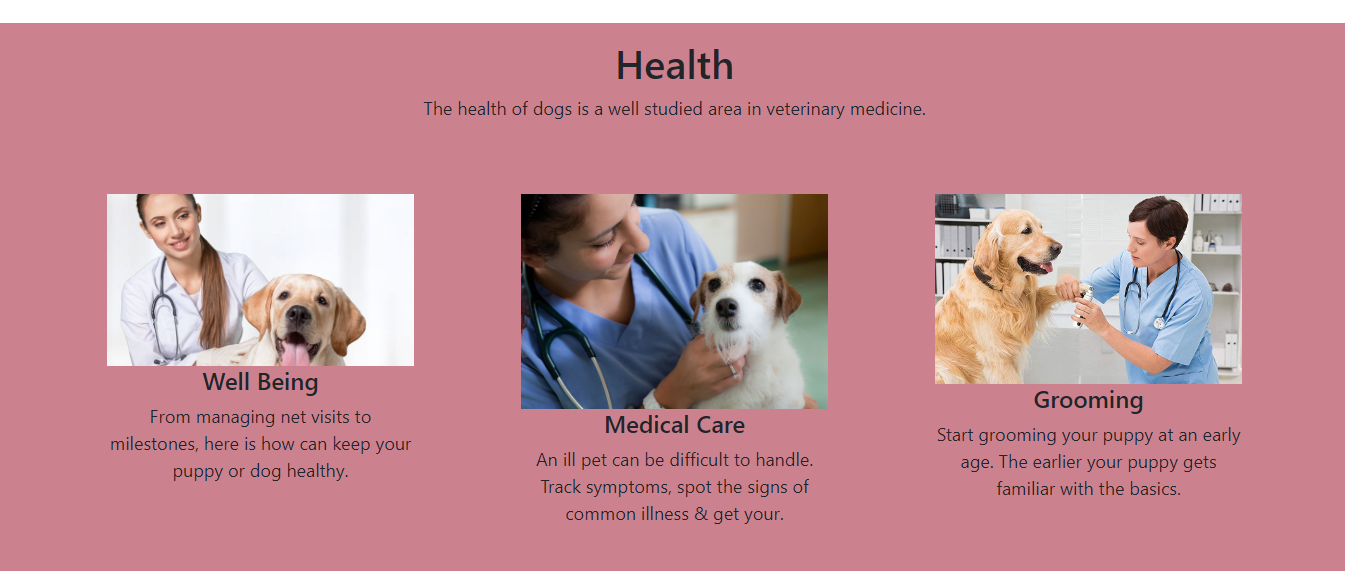 Health
The health of dogs is a well studied area in veterinary medicine.
Well Being
From managing net visits to
milestones, here is how can keep your
puppy or dog healthy.
Medical Care
An ill pet can be difficult to handle.
Track symptoms, spot the signs of
common illness & get your.
Grooming
Start grooming your puppy at an early
age. The earlier your puppy gets
familiar with the basics.